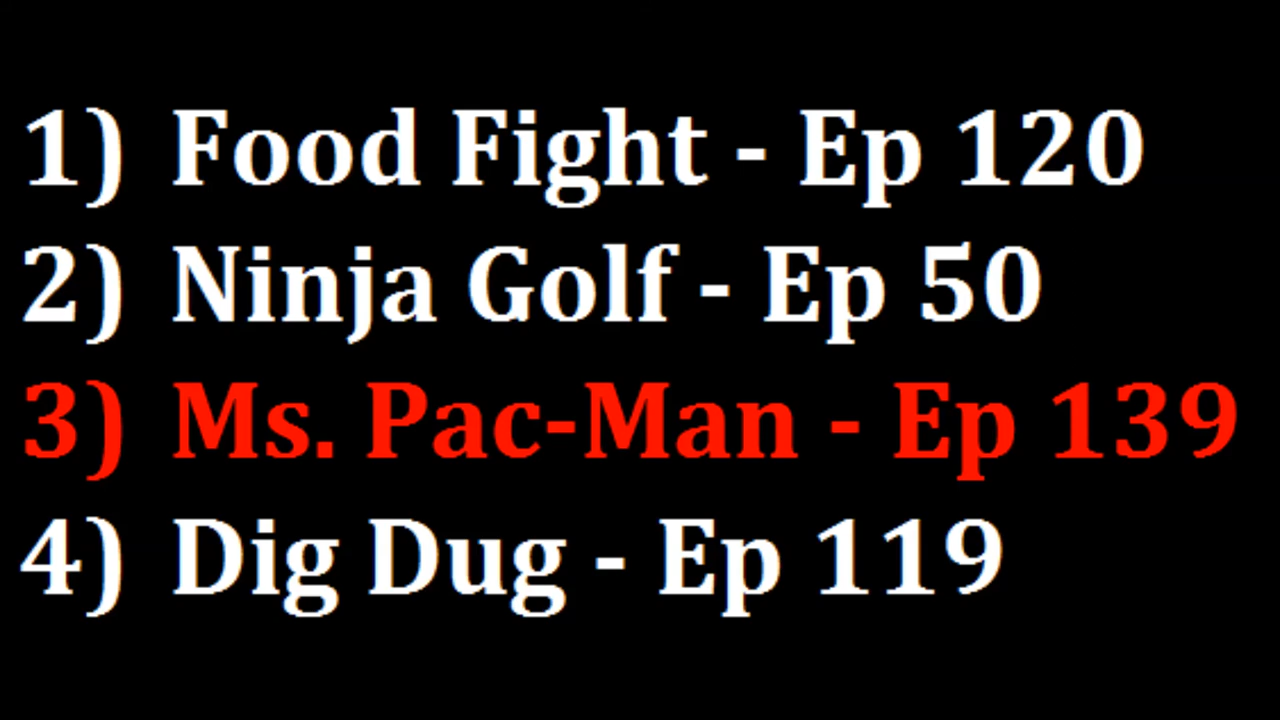 1) Food Fight - Ep 120
2) Ninja Golf - Ep 50
3) Ms. Pac-Man - Ep 139
4) Dig Dug - Ep 119